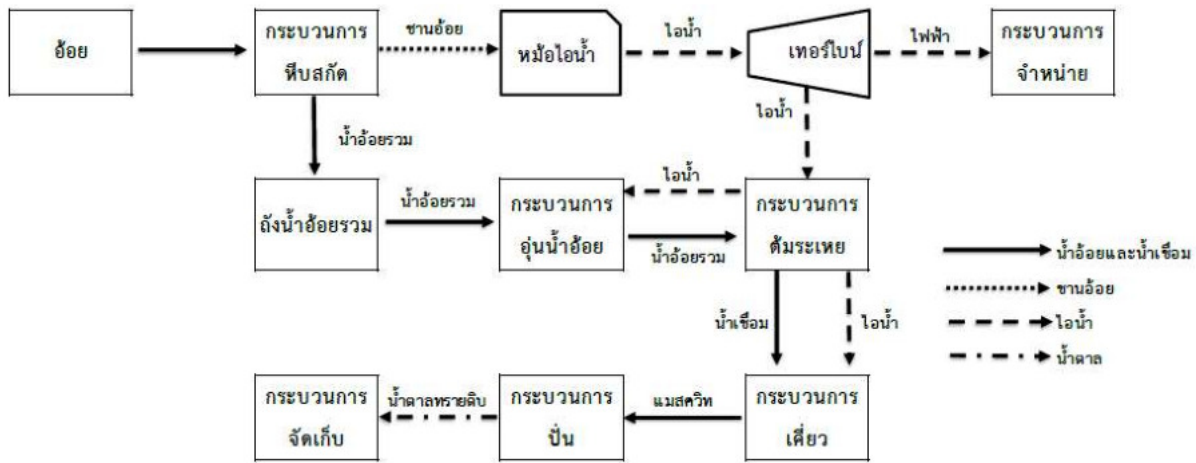 อ้อย
กระบวนการ
หีบสกัด
ชานอ้อย
หม้อไอน้ำ
ไอน้ำ
เทอร์ไบน์
ไฟฟ้า
กระบวนการ
จำหน่าย
น้ำอ้อยรวม
ไอน้ำ
ถังน้ำอ้อยรวม
น้ำอ้อยรวม
กระบวนการ
อุ่นน้ำอ้อย
ไอน้ำ
น้ำอ้อยรวม
กระบวนการ
ต้มระเหย
น้ำเชื่อม
ไอน้ำ
น้ำอ้อยและน้ำเชื่อม
ชานอ้อย
ไอน้ำ
น้ำตาล
กระบวนการ
จัดเก็บ
น้ำตาลทรายดิบ
กระบวนการ
ปั่น
แมสควิท
กระบวนการ
เคี่ยว